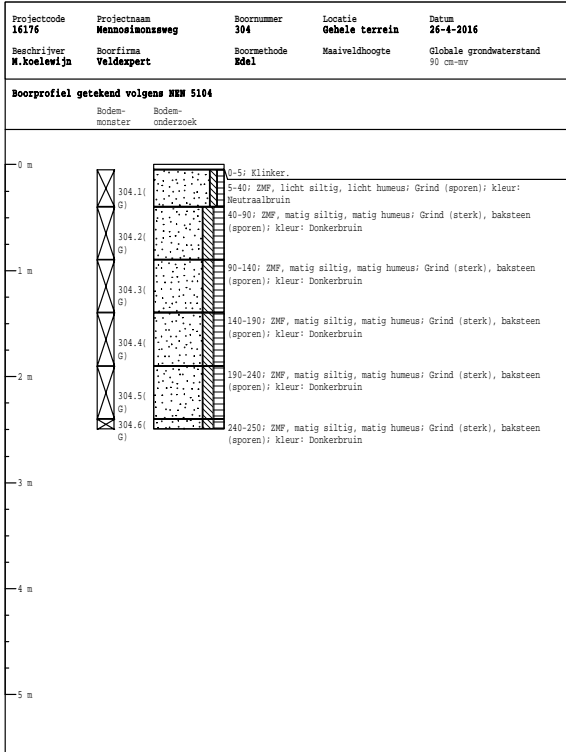 Projectcode Projectnaam Boornummer Locatie Datum
16176 Mennosimonszweg 304 Gehele terrein 26-4-2016
Beschrijver Boorfirma Boormethode Maaiveldhoogte Globale grondwaterstand
M.koelewijn Veldexpert Edel 90 cm-mv
Boorprofiel getekend volgens NEN 5104
Bodem- Bodem-
monster onderzoek
0 m
0-5; Klinker.
304.1(
G)
5-40; ZMF, licht siltig, licht humeus; Grind (sporen); kleur:
Neutraalbruin
304.2(
G)
40-90; ZMF, matig siltig, matig humeus; Grind (sterk), baksteen
(sporen); kleur: Donkerbruin
1 m
304.3(
G)
90-140; ZMF, matig siltig, matig humeus; Grind (sterk), baksteen
(sporen); kleur: Donkerbruin
304.4(
G)
140-190; ZMF, matig siltig, matig humeus; Grind (sterk), baksteen
(sporen); kleur: Donkerbruin
2 m
304.5(
G)
190-240; ZMF, matig siltig, matig humeus; Grind (sterk), baksteen
(sporen); kleur: Donkerbruin
304.6(
G)
240-250; ZMF, matig siltig, matig humeus; Grind (sterk), baksteen
(sporen); kleur: Donkerbruin
3 m
4 m
5 m